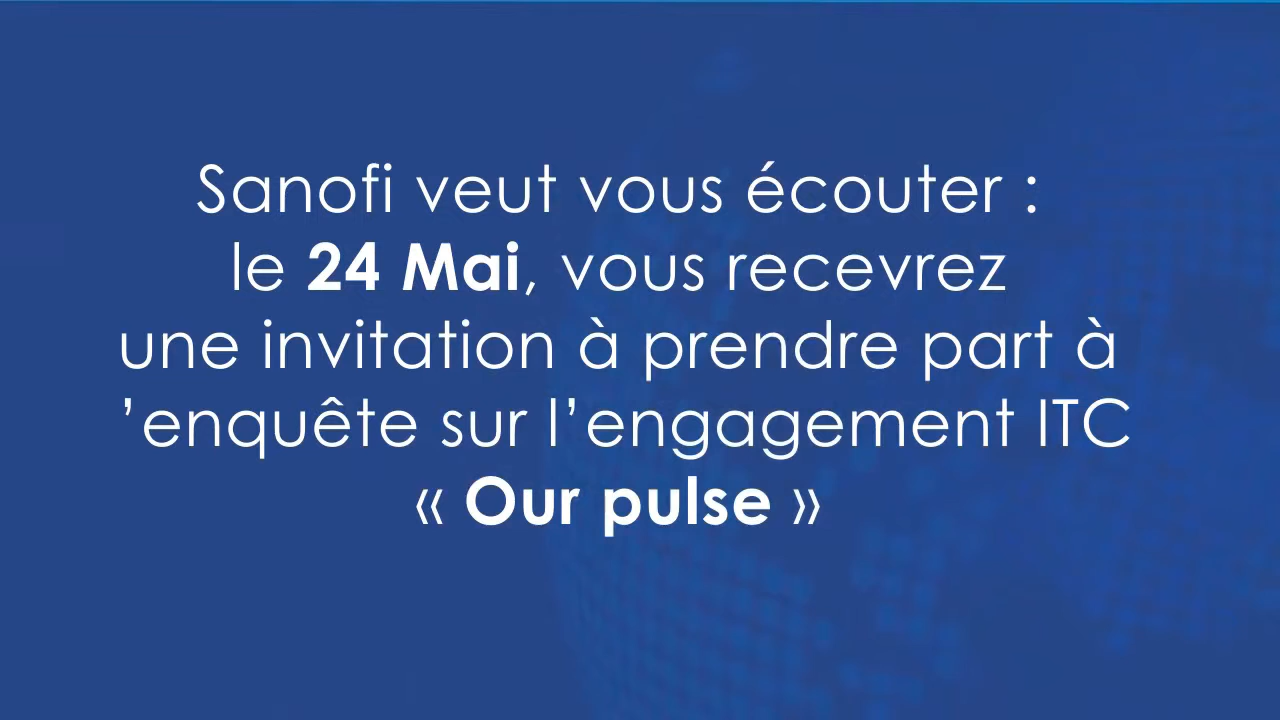 Sanofi veut vous écouter :
le 24 Mai, vous recevrez
une invitation à prendre part à
’enquête sur l’engagement ITC
« Our pulse »